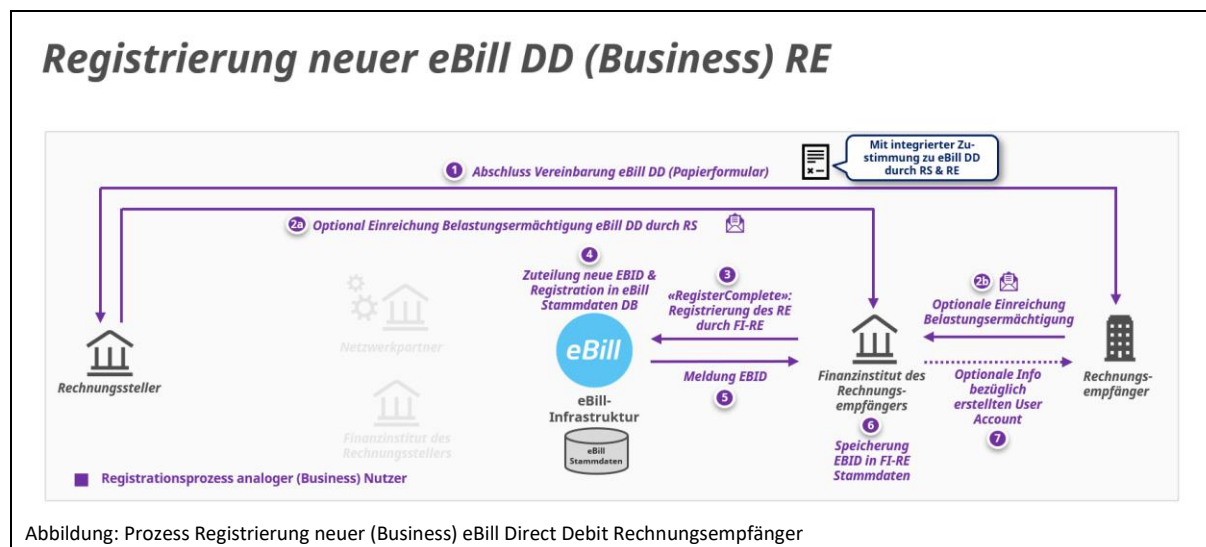 Registrierung neuer eBill DD (Business) RE
Mit integrierter Zu-
stimmung zu eBill DD
durch RS & RE
1 Abschluss Vereinbarung eBill DD (Papierformular)
2a Optional Einreichung Belastungsermächtigung eBill DD durch RS
4
Zuteilung neue EBID &
Registration in eBill
Stammdaten DB
3
«RegisterComplete»:
Registrierung des RE
durch FI-RE
2b
Optionale Einreichung
Belastungsermächtigung
Rechnungssteller
Netzwerkpartner
Finanzinstitut des
Rechnungsstellers
eBill
eBill-
Infrastruktur
eBill
Stammdaten
Meldung EBID
5
Finanzinstitut des
Rechnungs-
empfängers
6
Speicherung
EBID in FI-RE
Stammdaten
Optionale Info
bezüglich
erstellten User
Account
7
Rechnungs-
empfänger
Registrationsprozess analoger (Business) Nutzer
Abbildung: Prozess Registrierung neuer (Business) eBill Direct Debit Rechnungsempfänger